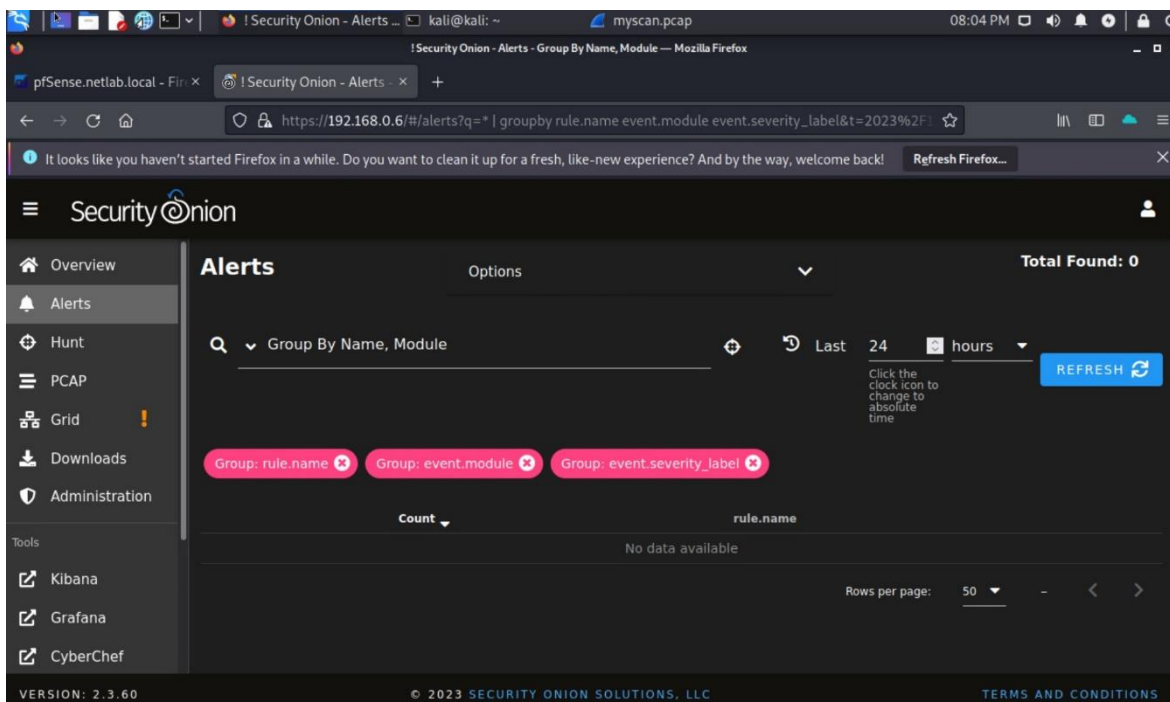 ! Security Onion - Alerts ... kali@kali: ~ myscan.pcap 08:04 PM
! Security Onion - Alerts - Group By Name, Module — Mozilla Firefox
pfSense.netlab.local - Fir × ! Security Onion - Alerts - × +
https://192.168.0.6/#/alerts?q=* | groupby rule.name event.module event.severity_label&t=2023%2F1
It looks like you haven't started Firefox in a while. Do you want to clean it up for a fresh, like-new experience? And by the way, welcome back! Refresh Firefox...
Security Onion
Overview
Alerts
Hunt
PCAP
Grid !
Downloads
Administration
Tools
Kibana
Grafana
CyberChef
Alerts Options Total Found: 0
Group By Name, Module Last 24 hours
Click the
clock icon to
change to
absolute
time
REFRESH
Group: rule.name Group: event.module Group: event.severity_label
Count rule.name
No data available
Rows per page: 50 –
VERSION: 2.3.60 © 2023 SECURITY ONION SOLUTIONS, LLC TERMS AND CONDITIONS